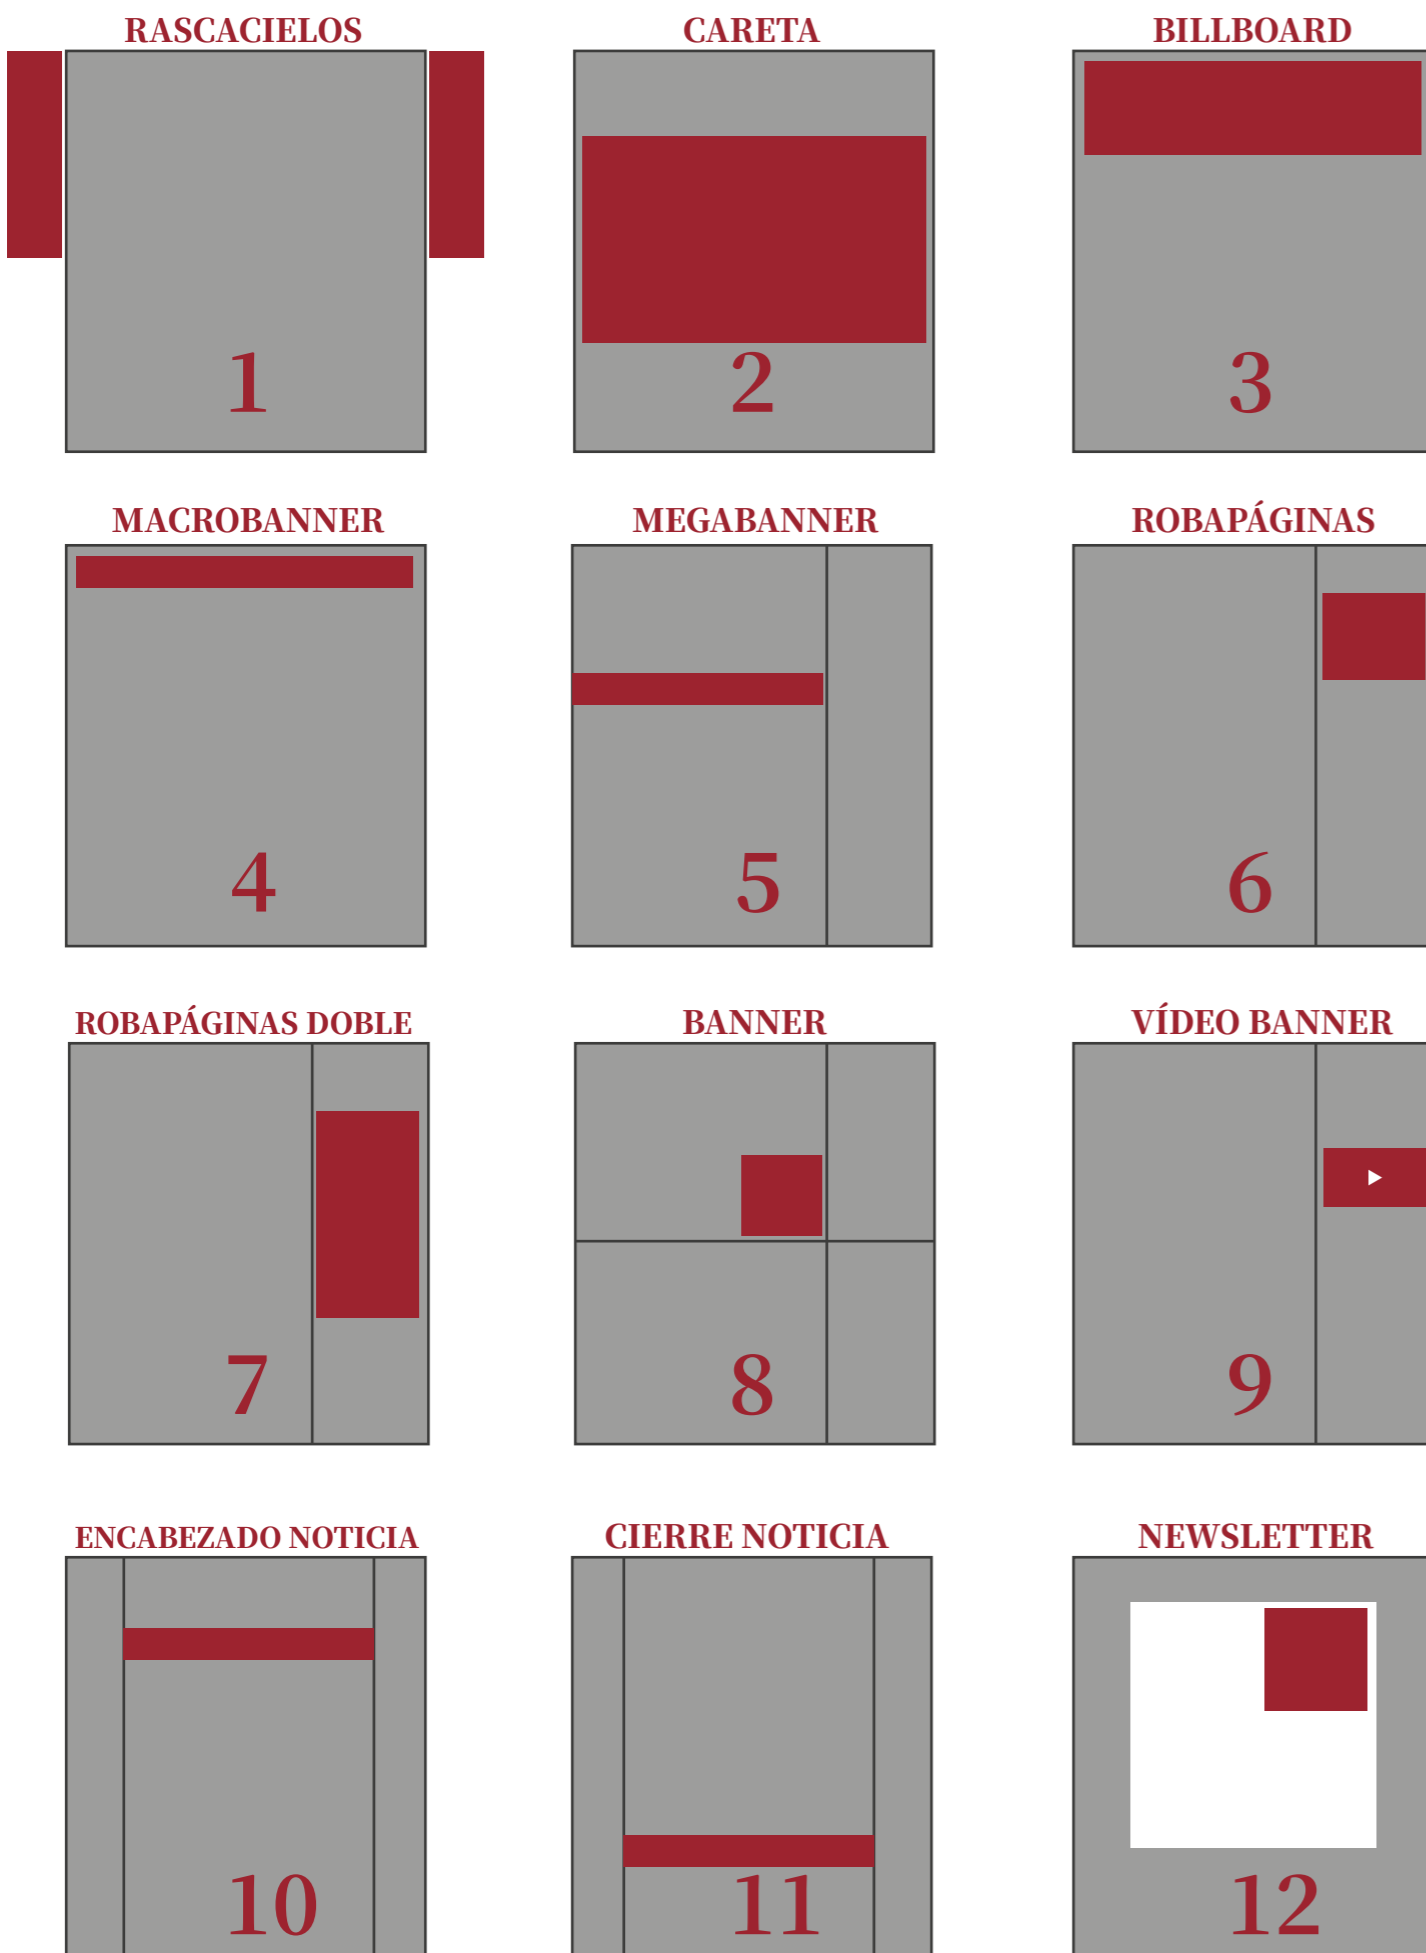 RASCACIELOS
CARETA
BILLBOARD
1
2
3
MACROBANNER
MEGABANNER
ROBAPÁGINAS
4
5
6
ROBAPÁGINAS DOBLE
BANNER
VÍDEO BANNER
7
8
9
ENCABEZADO NOTICIA
CIERRE NOTICIA
NEWSLETTER
10
11
12